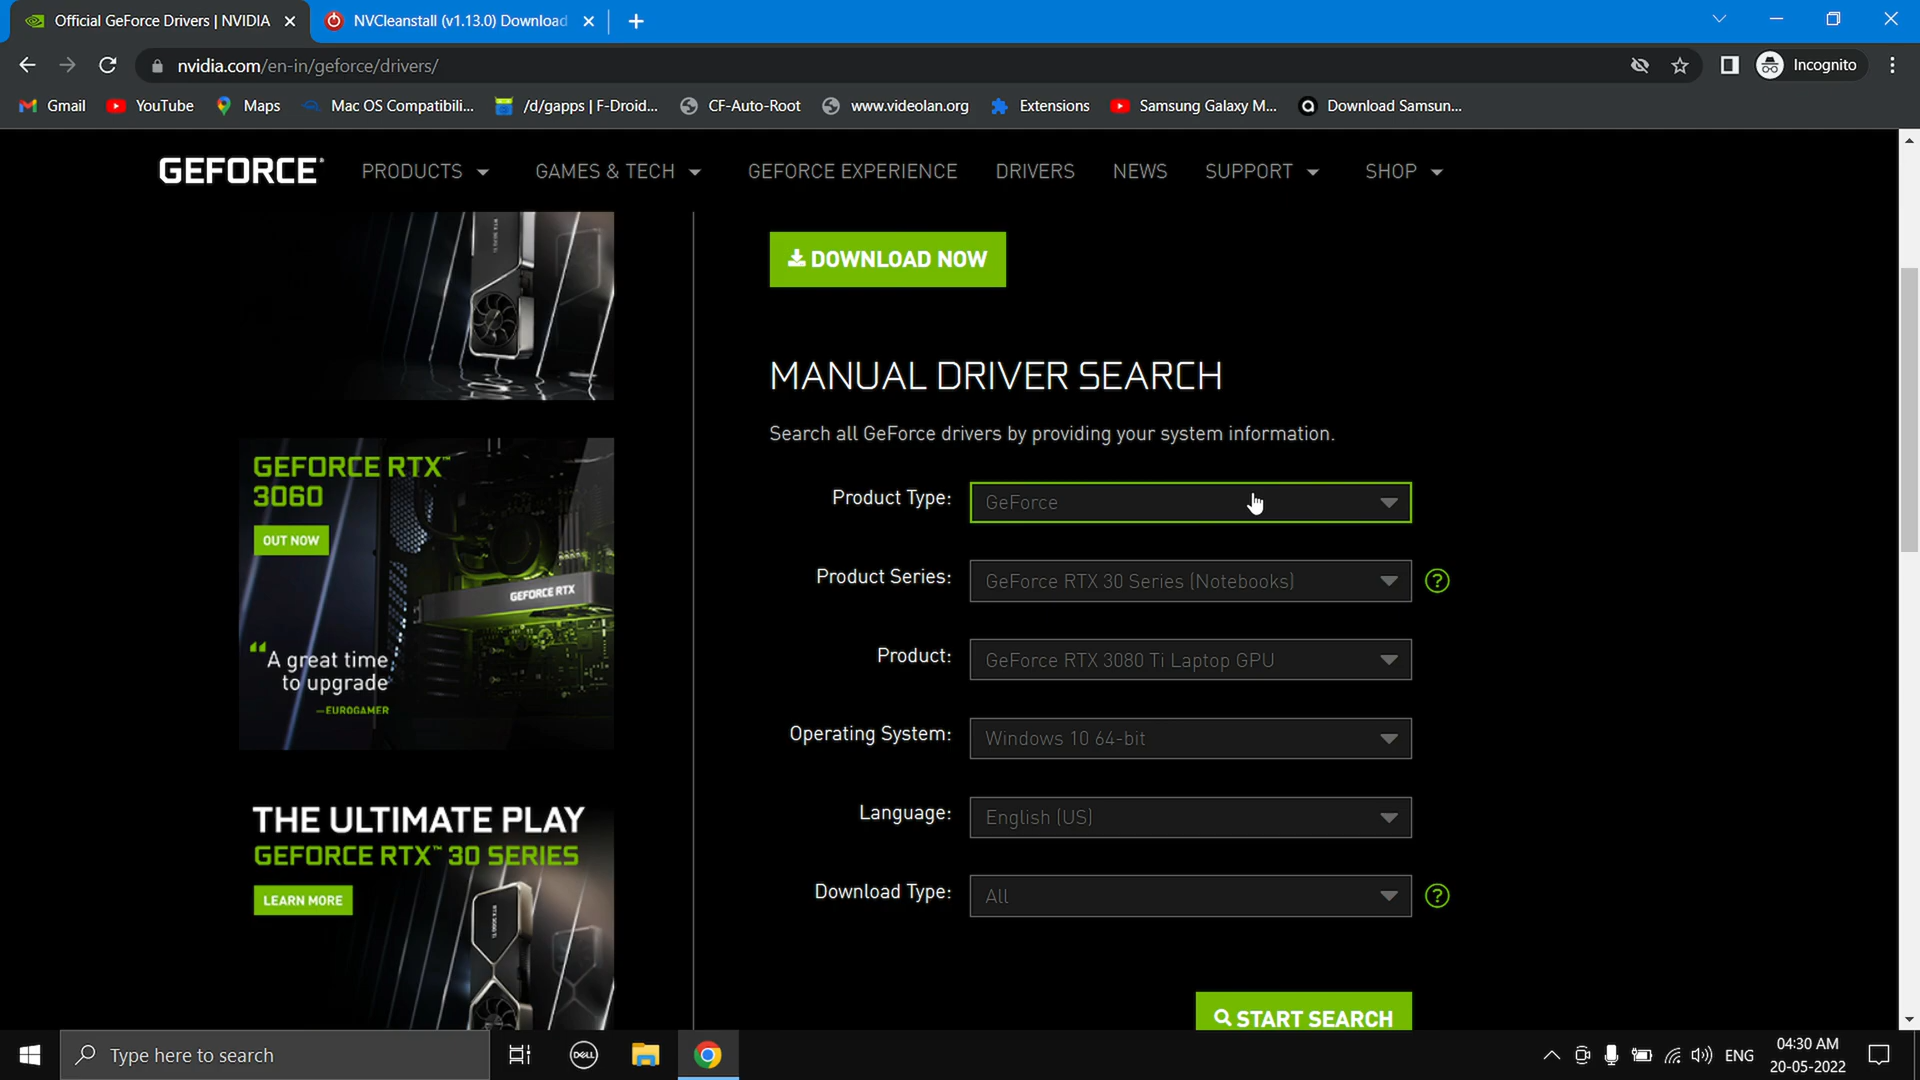 Official GeForce Drivers | NVIDIA
NVCleanstall (v1.13.0) Download
nvidia.com/en-in/geforce/drivers/
Incognito
Gmail
YouTube
Maps
Mac OS Compatibili...
/d/gapps | F-Droid...
CF-Auto-Root
www.videolan.org
Extensions
Samsung Galaxy M...
Download Samsun...
GEFORCE
PRODUCTS
GAMES & TECH
GEFORCE EXPERIENCE
DRIVERS
NEWS
SUPPORT
SHOP
DOWNLOAD NOW
MANUAL DRIVER SEARCH
Search all GeForce drivers by providing your system information.
Product Type:
GeForce
Product Series:
GeForce RTX 30 Series (Notebooks)
?
Product:
GeForce RTX 3080 Ti Laptop GPU
Operating System:
Windows 10 64-bit
Language:
English (US)
Download Type:
All
?
START SEARCH
GEFORCE RTX™
3060
OUT NOW
GEFORCE RTX
“A great time
to upgrade”
—EUROGAMER
THE ULTIMATE PLAY
GEFORCE RTX™ 30 SERIES
LEARN MORE
Type here to search
DELL
ENG
04:30 AM
20-05-2022